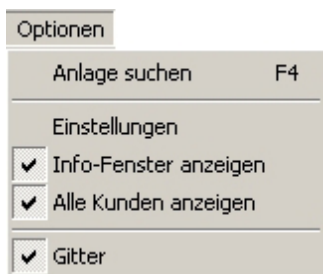 Optionen
Anlage suchen F4
Einstellungen
Info-Fenster anzeigen
Alle Kunden anzeigen
Gitter